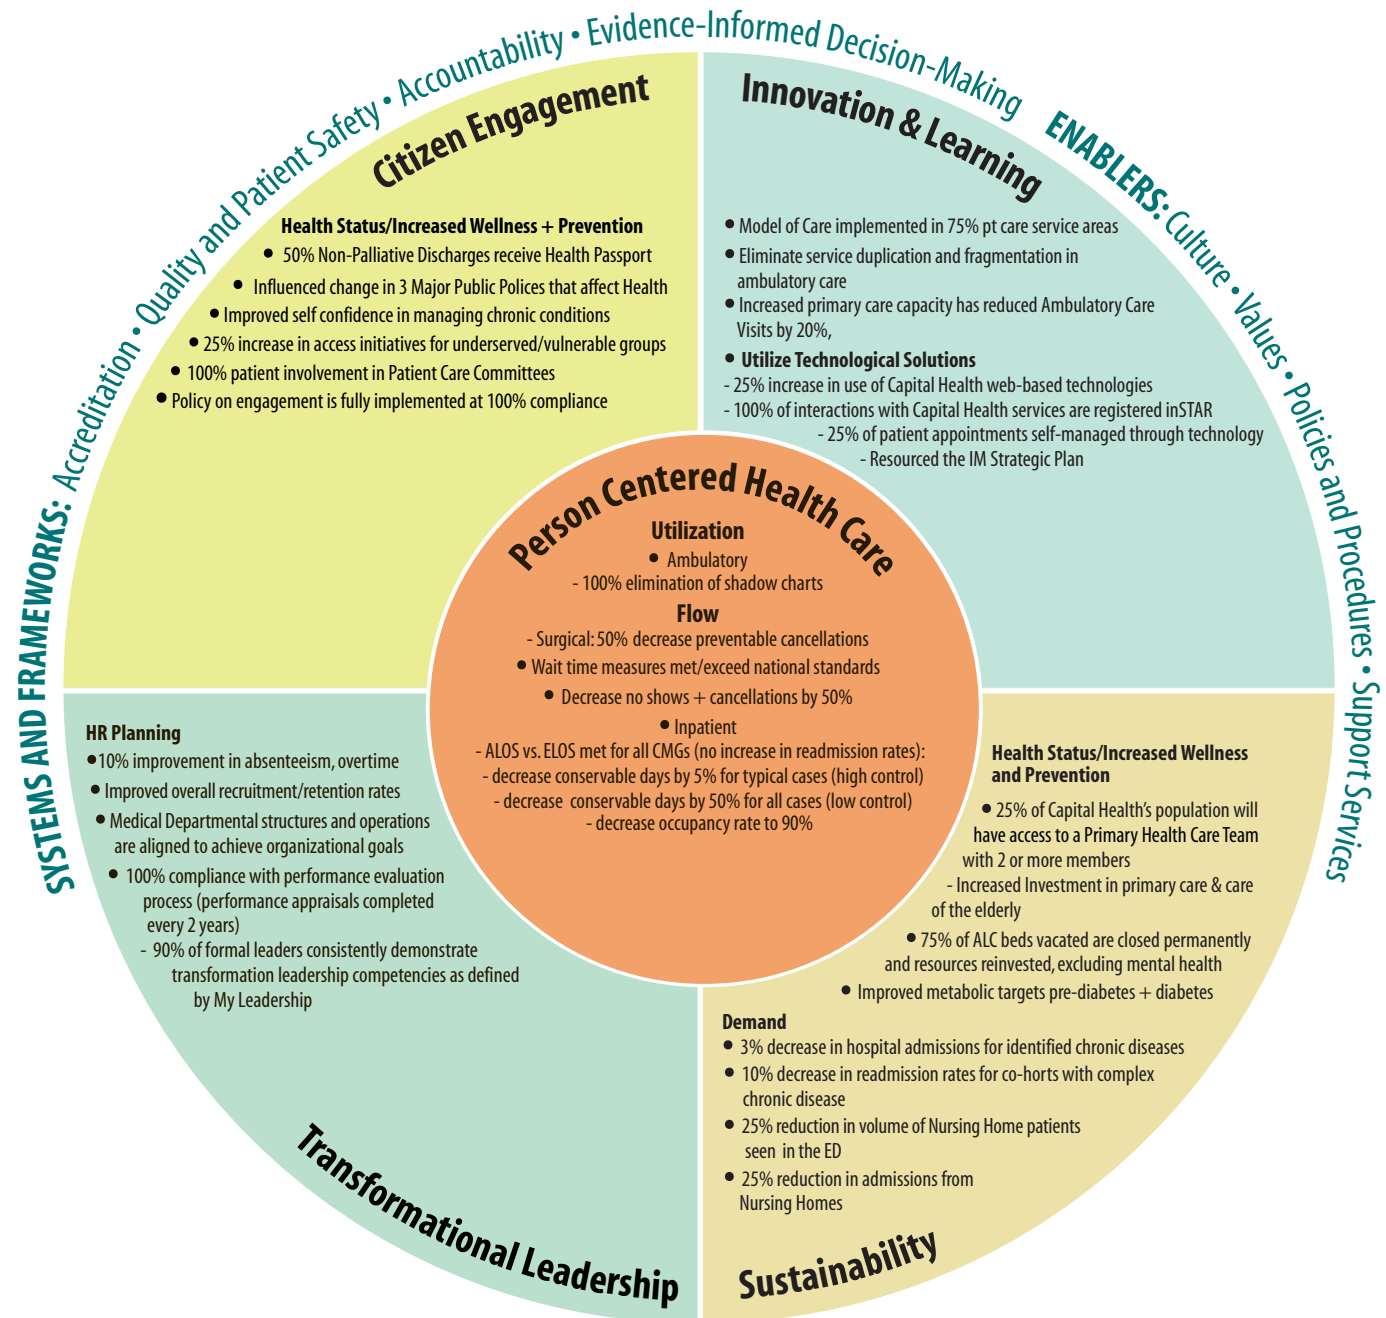 SYSTEMS AND FRAMEWORKS: Accreditation • Quality and Patient Safety • Accountability • Evidence-Informed Decision-Making
ENABLERS: Culture • Values • Policies and Procedures • Support Services
Citizen Engagement
Health Status/Increased Wellness + Prevention
• 50% Non-Palliative Discharges receive Health Passport
• Influenced change in 3 Major Public Polices that affect Health
• Improved self confidence in managing chronic conditions
• 25% increase in access initiatives for underserved/vulnerable groups
• 100% patient involvement in Patient Care Committees
• Policy on engagement is fully implemented at 100% compliance
Innovation & Learning
• Model of Care implemented in 75% pt care service areas
• Eliminate service duplication and fragmentation in
ambulatory care
• Increased primary care capacity has reduced Ambulatory Care
Visits by 20%,
• Utilize Technological Solutions
- 25% increase in use of Capital Health web-based technologies
- 100% of interactions with Capital Health services are registered inSTAR
- 25% of patient appointments self-managed through technology
- Resourced the IM Strategic Plan
Person Centered Health Care
Utilization
• Ambulatory
- 100% elimination of shadow charts
Flow
- Surgical: 50% decrease preventable cancellations
• Wait time measures met/exceed national standards
• Decrease no shows + cancellations by 50%
• Inpatient
- ALOS vs. ELOS met for all CMGs (no increase in readmission rates):
- decrease conservable days by 5% for typical cases (high control)
- decrease conservable days by 50% for all cases (low control)
- decrease occupancy rate to 90%
HR Planning
• 10% improvement in absenteeism, overtime
• Improved overall recruitment/retention rates
• Medical Departmental structures and operations
are aligned to achieve organizational goals
• 100% compliance with performance evaluation
process (performance appraisals completed
every 2 years)
- 90% of formal leaders consistently demonstrate
transformation leadership competencies as defined
by My Leadership
Transformational Leadership
Health Status/Increased Wellness
and Prevention
• 25% of Capital Health's population will
have access to a Primary Health Care Team
with 2 or more members
- Increased Investment in primary care & care
of the elderly
• 75% of ALC beds vacated are closed permanently
and resources reinvested, excluding mental health
• Improved metabolic targets pre-diabetes + diabetes
Demand
• 3% decrease in hospital admissions for identified chronic diseases
• 10% decrease in readmission rates for co-horts with complex
chronic disease
• 25% reduction in volume of Nursing Home patients
seen in the ED
• 25% reduction in admissions from
Nursing Homes
Sustainability